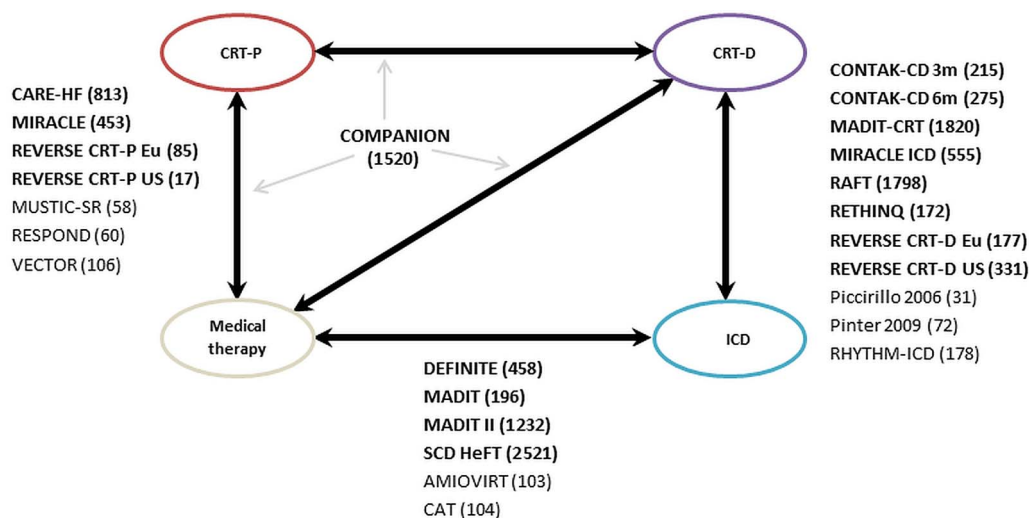 CRT-P
CRT-D
CARE-HF (813)
MIRACLE (453)
REVERSE CRT-P Eu (85)
REVERSE CRT-P US (17)
MUSTIC-SR (58)
RESPOND (60)
VECTOR (106)
COMPANION
(1520)
CONTAK-CD 3m (215)
CONTAK-CD 6m (275)
MADIT-CRT (1820)
MIRACLE ICD (555)
RAFT (1798)
RETHINQ (172)
REVERSE CRT-D Eu (177)
REVERSE CRT-D US (331)
Piccirillo 2006 (31)
Pinter 2009 (72)
RHYTHM-ICD (178)
Medical
therapy
ICD
DEFINITE (458)
MADIT (196)
MADIT II (1232)
SCD HeFT (2521)
AMIOVIRT (103)
CAT (104)